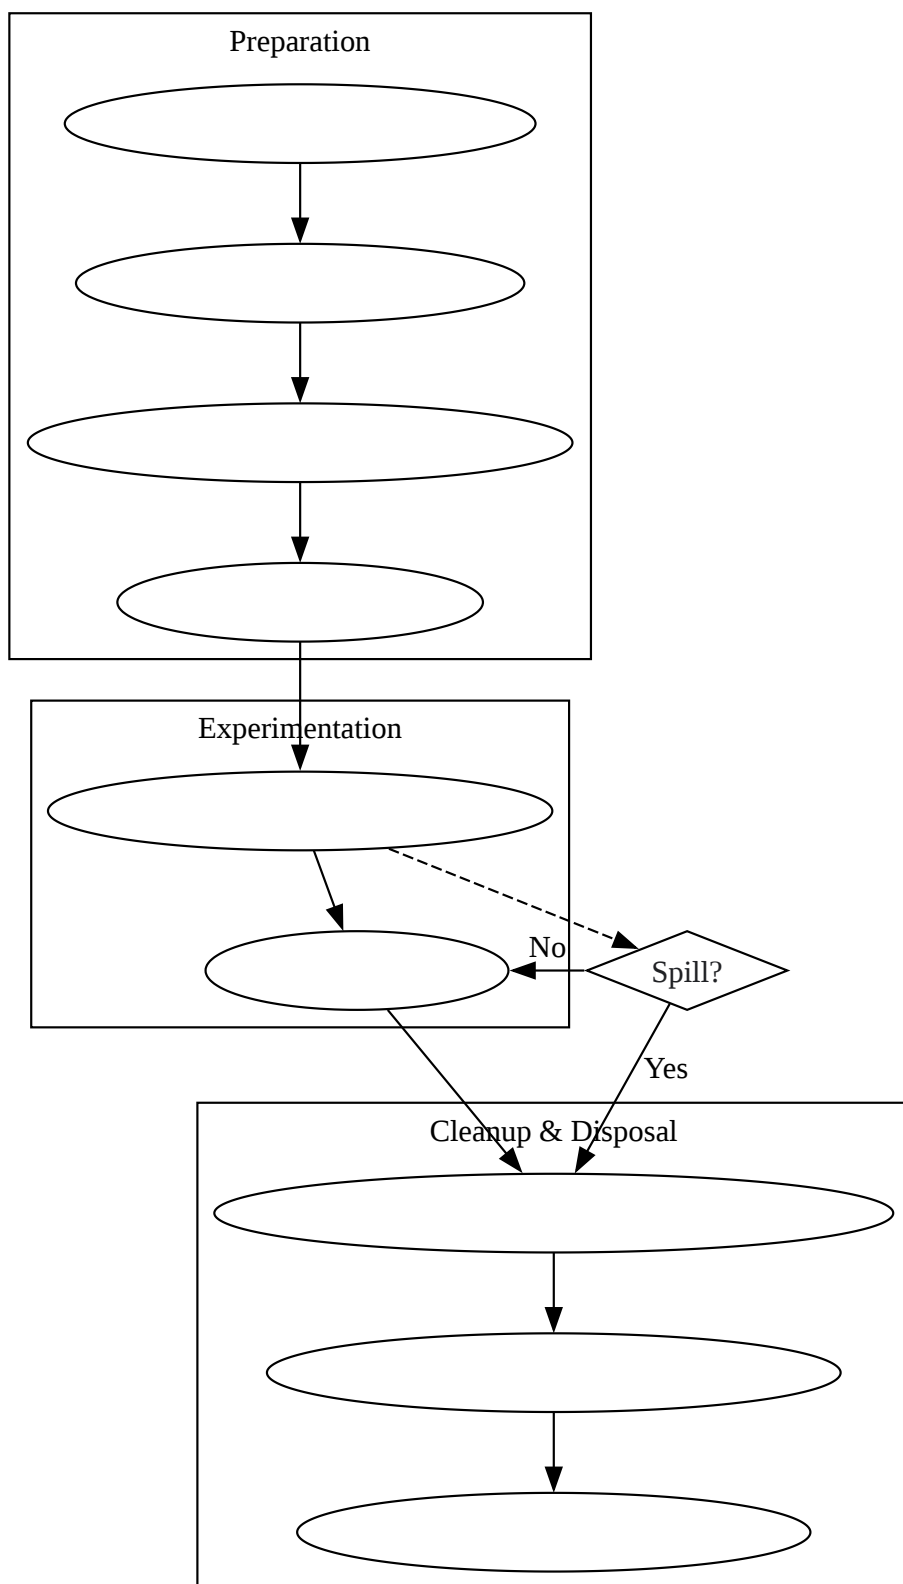 Preparation
Experimentation
No
Spill?
Yes
Cleanup & Disposal